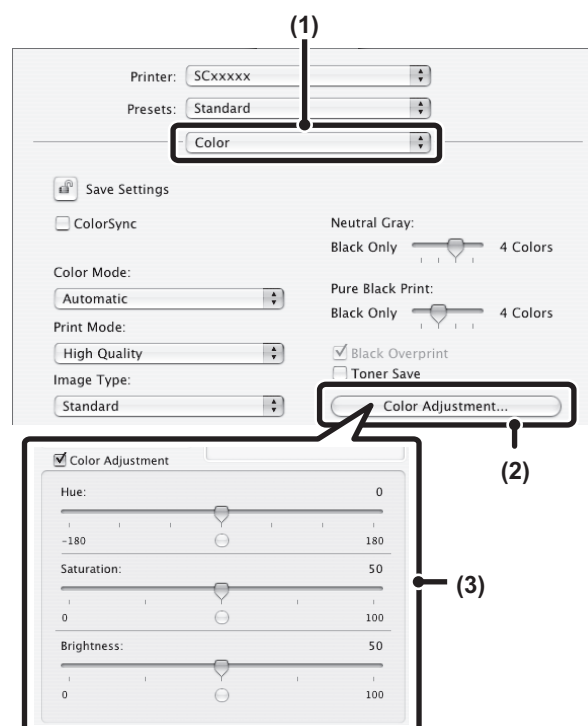 (1)
Printer: SCxxxxx
Presets: Standard
Color
Save Settings
ColorSync
Color Mode:
Automatic
Print Mode:
High Quality
Image Type:
Standard
Neutral Gray:
Black Only 4 Colors
Pure Black Print:
Black Only 4 Colors
Black Overprint
Toner Save
Color Adjustment...
(2)
Color Adjustment
Hue: 0
-180 180
Saturation: 50
0 100
Brightness: 50
0 100
(3)